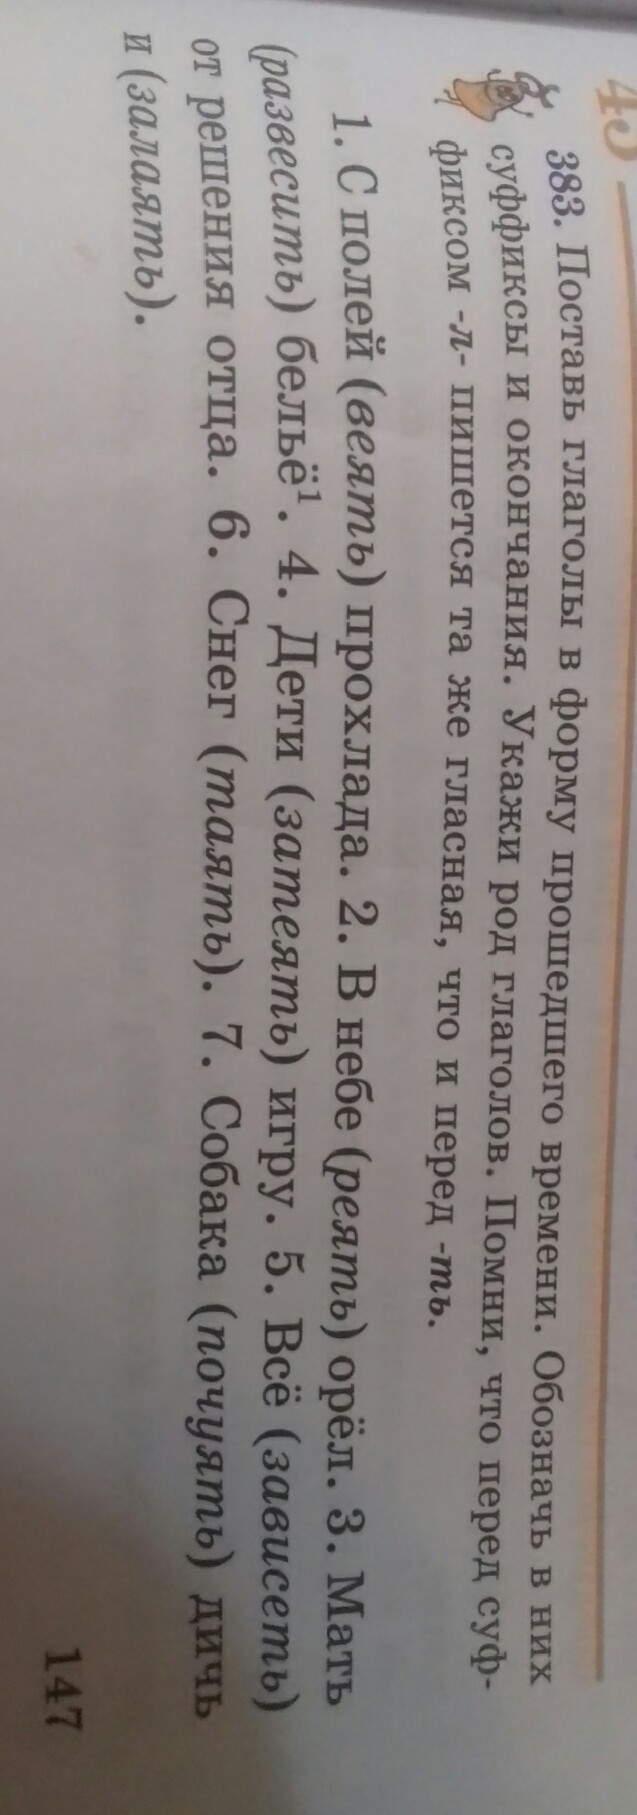 45
383. Поставь глаголы в форму прошедшего времени. Обозначь в них
суффиксы и окончания. Укажи род глаголов. Помни, что перед суф-
фиксом -л- пишется та же гласная, что и перед -ть.
1. С полей (веять) прохлада. 2. В небе (реять) орёл. 3. Мать
(развесить) бельё¹. 4. Дети (затеять) игру. 5. Всё (зависеть)
от решения отца. 6. Снег (таять). 7. Собака (почуять) дичь
и (залаять).
147